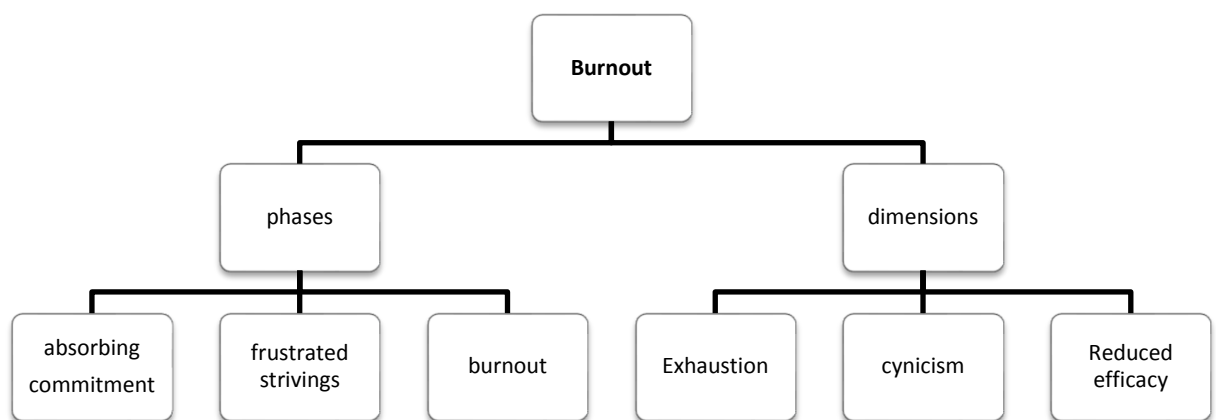 Burnout
phases
dimensions
absorbing
commitment
frustrated
strivings
burnout
Exhaustion
cynicism
Reduced
efficacy